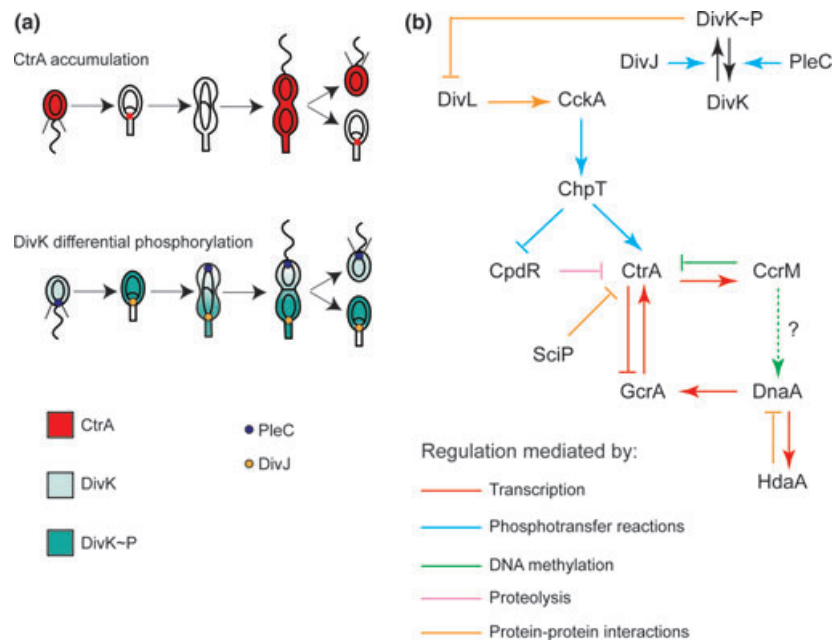 (a)
CtrA accumulation
DivK differential phosphorylation
CtrA
DivK
DivK~P
PleC
DivJ
(b)
DivK~P
DivJ
PleC
DivK
DivL
CckA
ChpT
CpdR
CtrA
CcrM
?
SciP
GcrA
DnaA
HdaA
Regulation mediated by:
Transcription
Phosphotransfer reactions
DNA methylation
Proteolysis
Protein-protein interactions